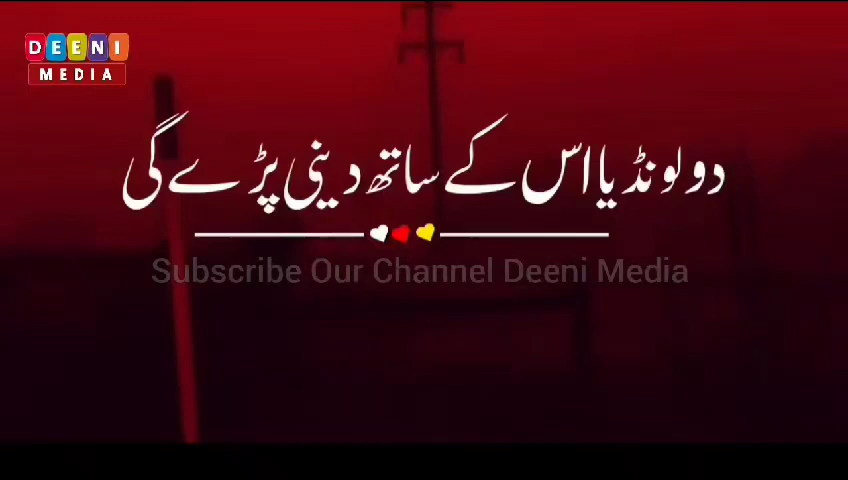 DEENI
MEDIA
دو لونڈیا اس کے ساتھ دینی پڑے گی
Subscribe Our Channel Deeni Media